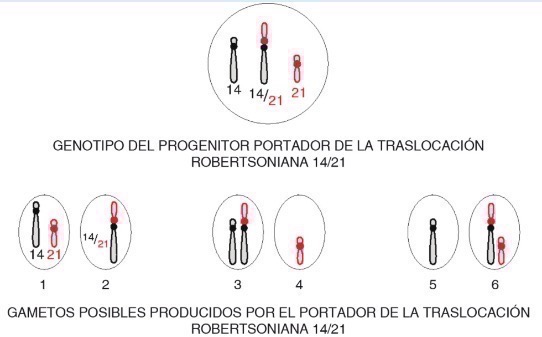 14 14/21 21
GENOTIPO DEL PROGENITOR PORTADOR DE LA TRASLOCACIÓN
ROBERTSONIANA 14/21
14 21
14/21
1 2 3 4 5 6
GAMETOS POSIBLES PRODUCIDOS POR EL PORTADOR DE LA TRASLOCACIÓN
ROBERTSONIANA 14/21